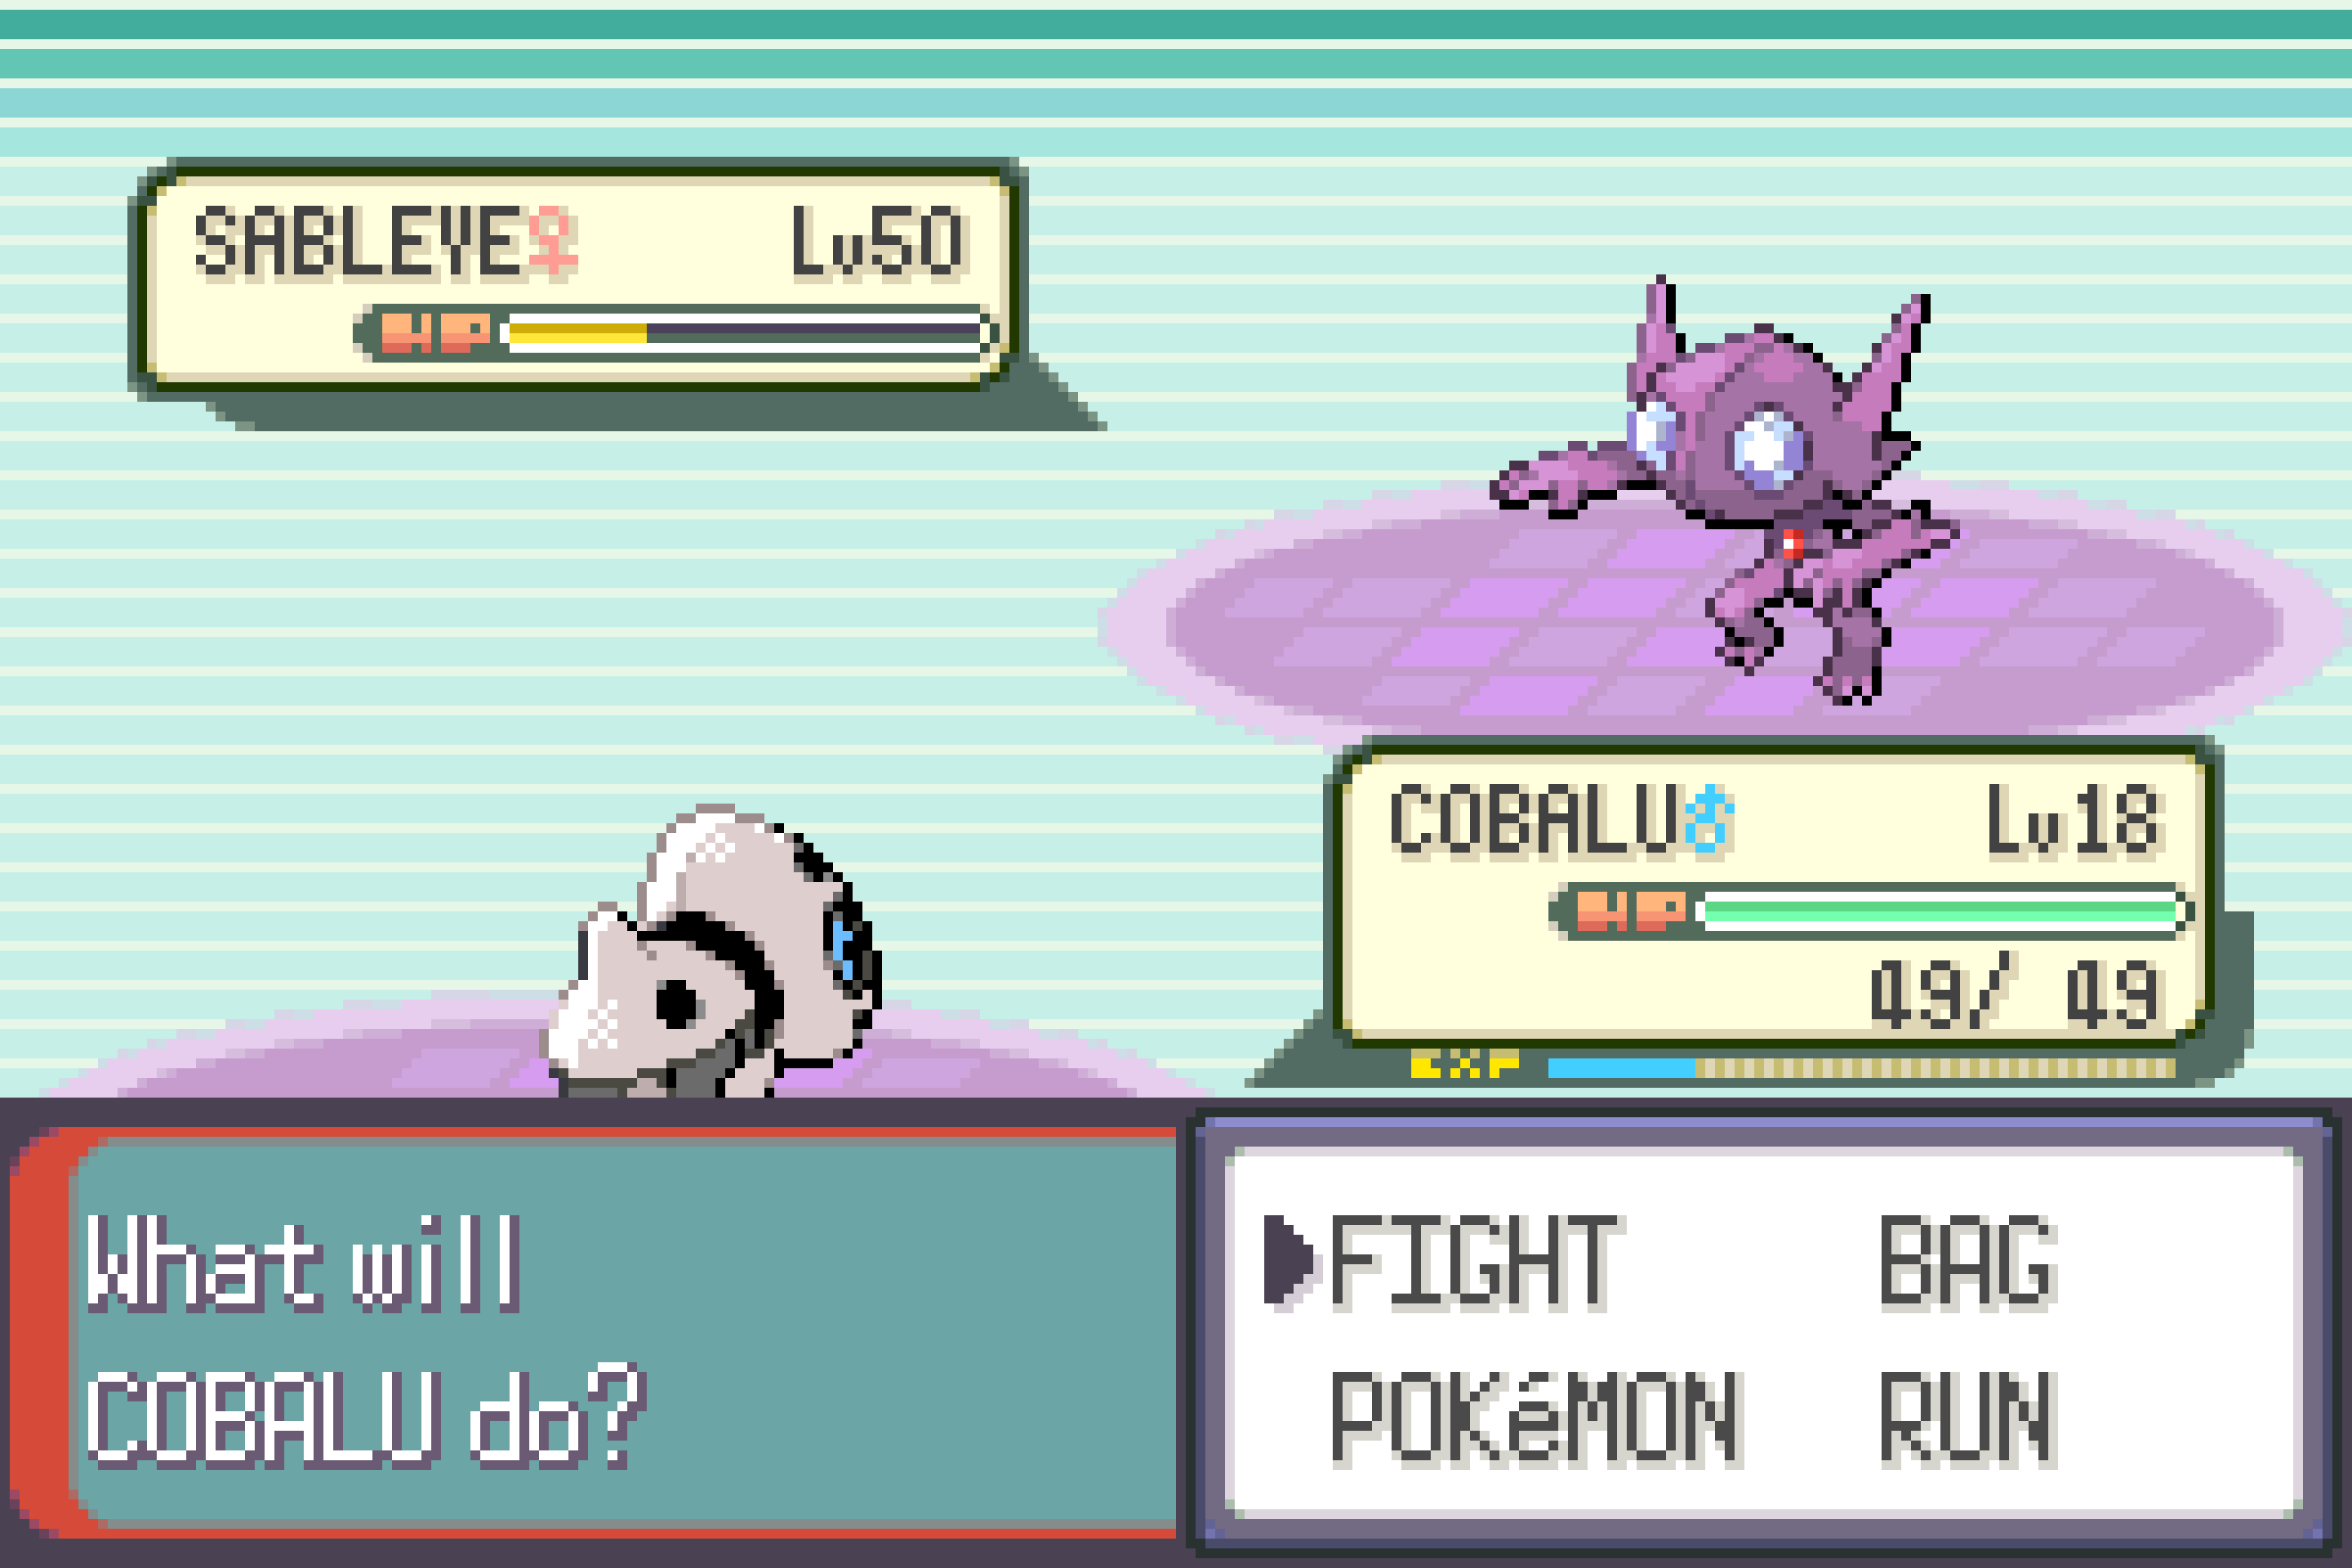 SABLEYE♀ Lv50
HP
COBALU♂ Lv18
HP
49/ 49
EXP
What will
COBALU do?
FIGHT BAG
POKéMON RUN